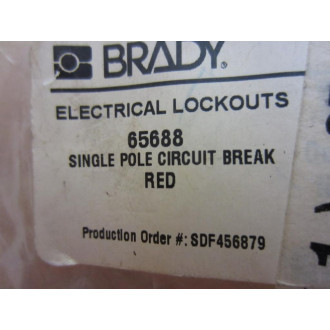 BRADY.
ELECTRICAL LOCKOUTS
65688
SINGLE POLE CIRCUIT BREAK
RED
Production Order #: SDF456879